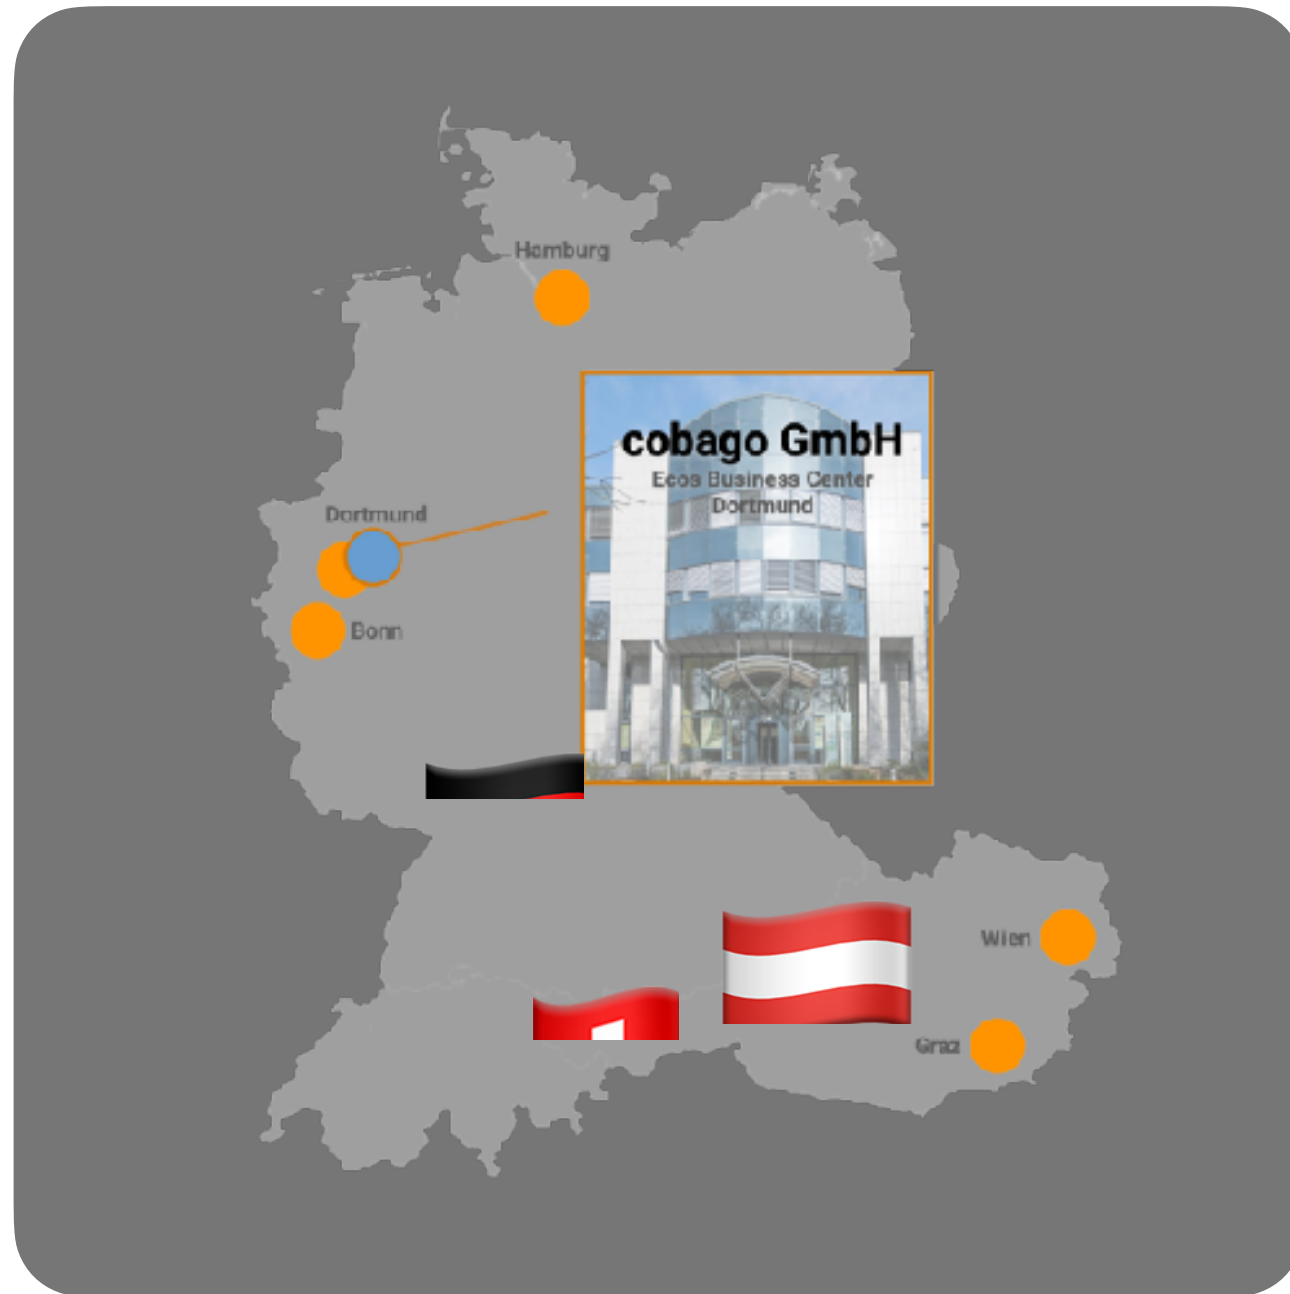 Hamburg
cobago GmbH
Ecos Business Center
Dortmund
Dortmund
Bonn
Wien
Graz